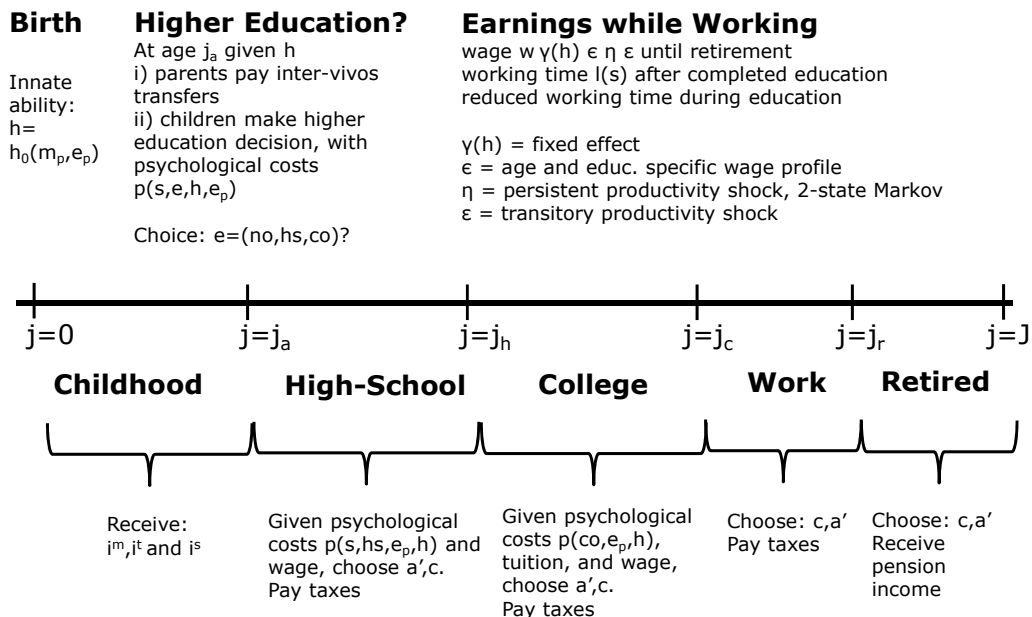 Birth
Innate
ability:
h=
h₀(mₚ,eₚ)
Higher Education?
At age jₐ given h
i) parents pay inter-vivos
transfers
ii) children make higher
education decision, with
psychological costs
p(s,e,h,eₚ)
Choice: e=(no,hs,co)?
Earnings while Working
wage w γ(h) ϵ η ε until retirement
working time l(s) after completed education
reduced working time during education
γ(h) = fixed effect
ϵ = age and educ. specific wage profile
η = persistent productivity shock, 2-state Markov
ε = transitory productivity shock
j=0
j=jₐ
j=jₕ
j=j_c
j=jᵣ
j=J
Childhood
High-School
College
Work
Retired
Receive:
iᵐ,iᵗ and iˢ
Given psychological
costs p(s,hs,eₚ,h) and
wage, choose a′,c.
Pay taxes
Given psychological
costs p(co,eₚ,h),
tuition, and wage,
choose a′,c.
Pay taxes
Choose: c,a′
Pay taxes
Choose: c,a′
Receive
pension
income